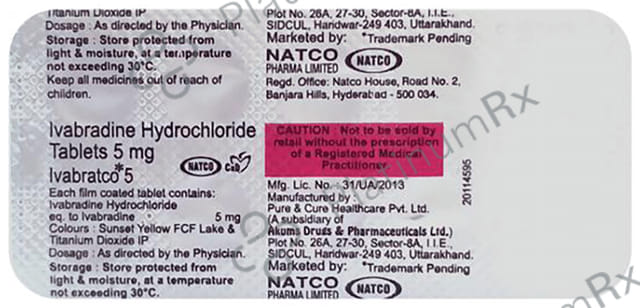 Titanium Dioxide IP
Dosage : As directed by the Physician.
Storage : Store protected from
light & moisture, at a temperature
not exceeding 30°C.
Keep all medicines out of reach of
children.
Plot No. 26A, 27-30, Sector-8A, I.I.E.,
SIDCUL, Haridwar-249 403, Uttarakhand.
Marketed by: *Trademark Pending
NATCO
PHARMA LIMITED NATCO
Regd. Office: Natco House, Road No. 2,
Banjara Hills, Hyderabad - 500 034.
Ivabradine Hydrochloride
Tablets 5 mg
Ivabratco*5 NATCO
Each film coated tablet contains:
Ivabradine Hydrochloride
eq. to Ivabradine 5 mg
Colours : Sunset Yellow FCF Lake &
Titanium Dioxide IP
Dosage : As directed by the Physician.
Storage : Store protected from
light & moisture, at a temperature
not exceeding 30°C.
CAUTION : Not to be sold by
retail without the prescription
of a Registered Medical
Practitioner.
Mfg. Lic. No. : 31/UA/2013
Manufactured by :
Pure & Cure Healthcare Pvt. Ltd.
(A subsidiary of
Akums Drugs & Pharmaceuticals Ltd.)
Plot No. 26A, 27-30, Sector-8A, I.I.E.,
SIDCUL, Haridwar-249 403, Uttarakhand.
Marketed by: *Trademark Pending
NATCO
PHARMA LIMITED NATCO
20114595
PlatinumRx